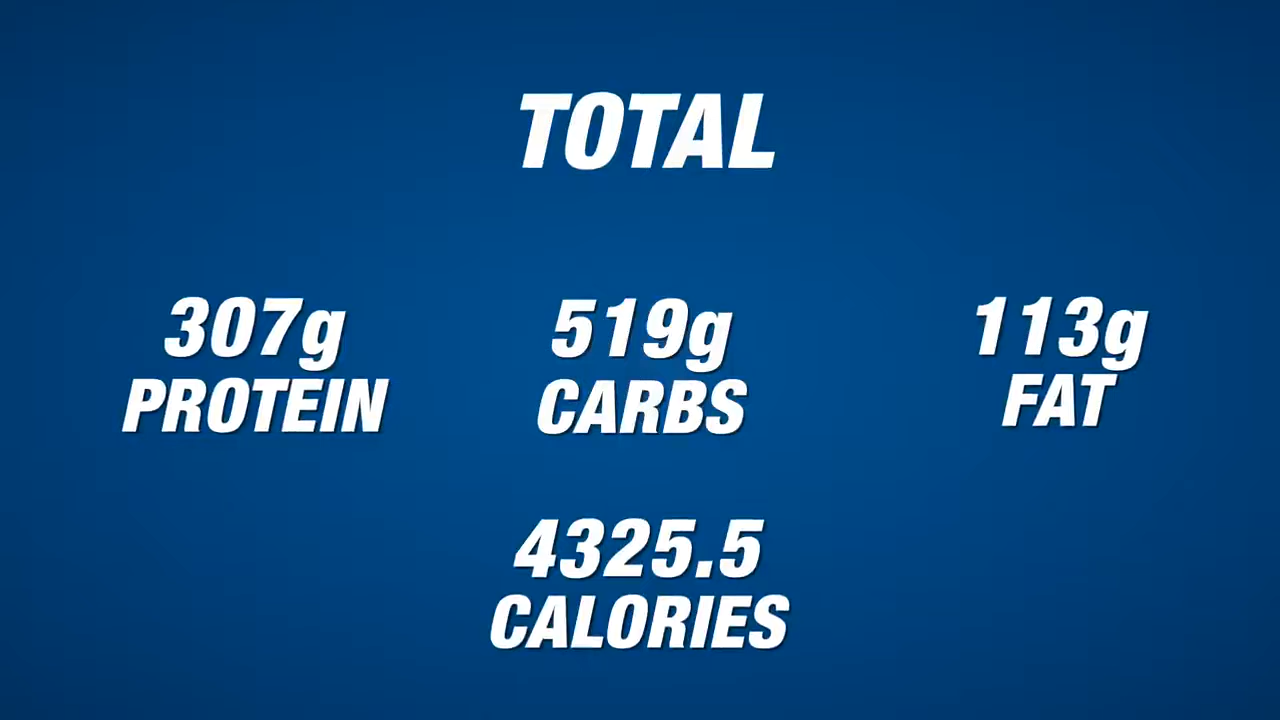 TOTAL
307g
PROTEIN
519g
CARBS
113g
FAT
4325.5
CALORIES